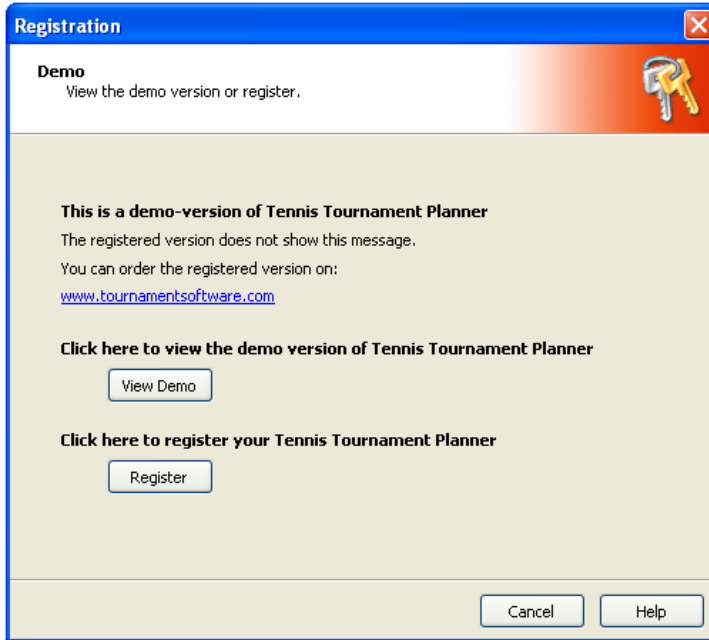 Registration
Demo
View the demo version or register.
This is a demo-version of Tennis Tournament Planner
The registered version does not show this message.
You can order the registered version on:
www.tournamentsoftware.com
Click here to view the demo version of Tennis Tournament Planner
View Demo
Click here to register your Tennis Tournament Planner
Register
Cancel
Help